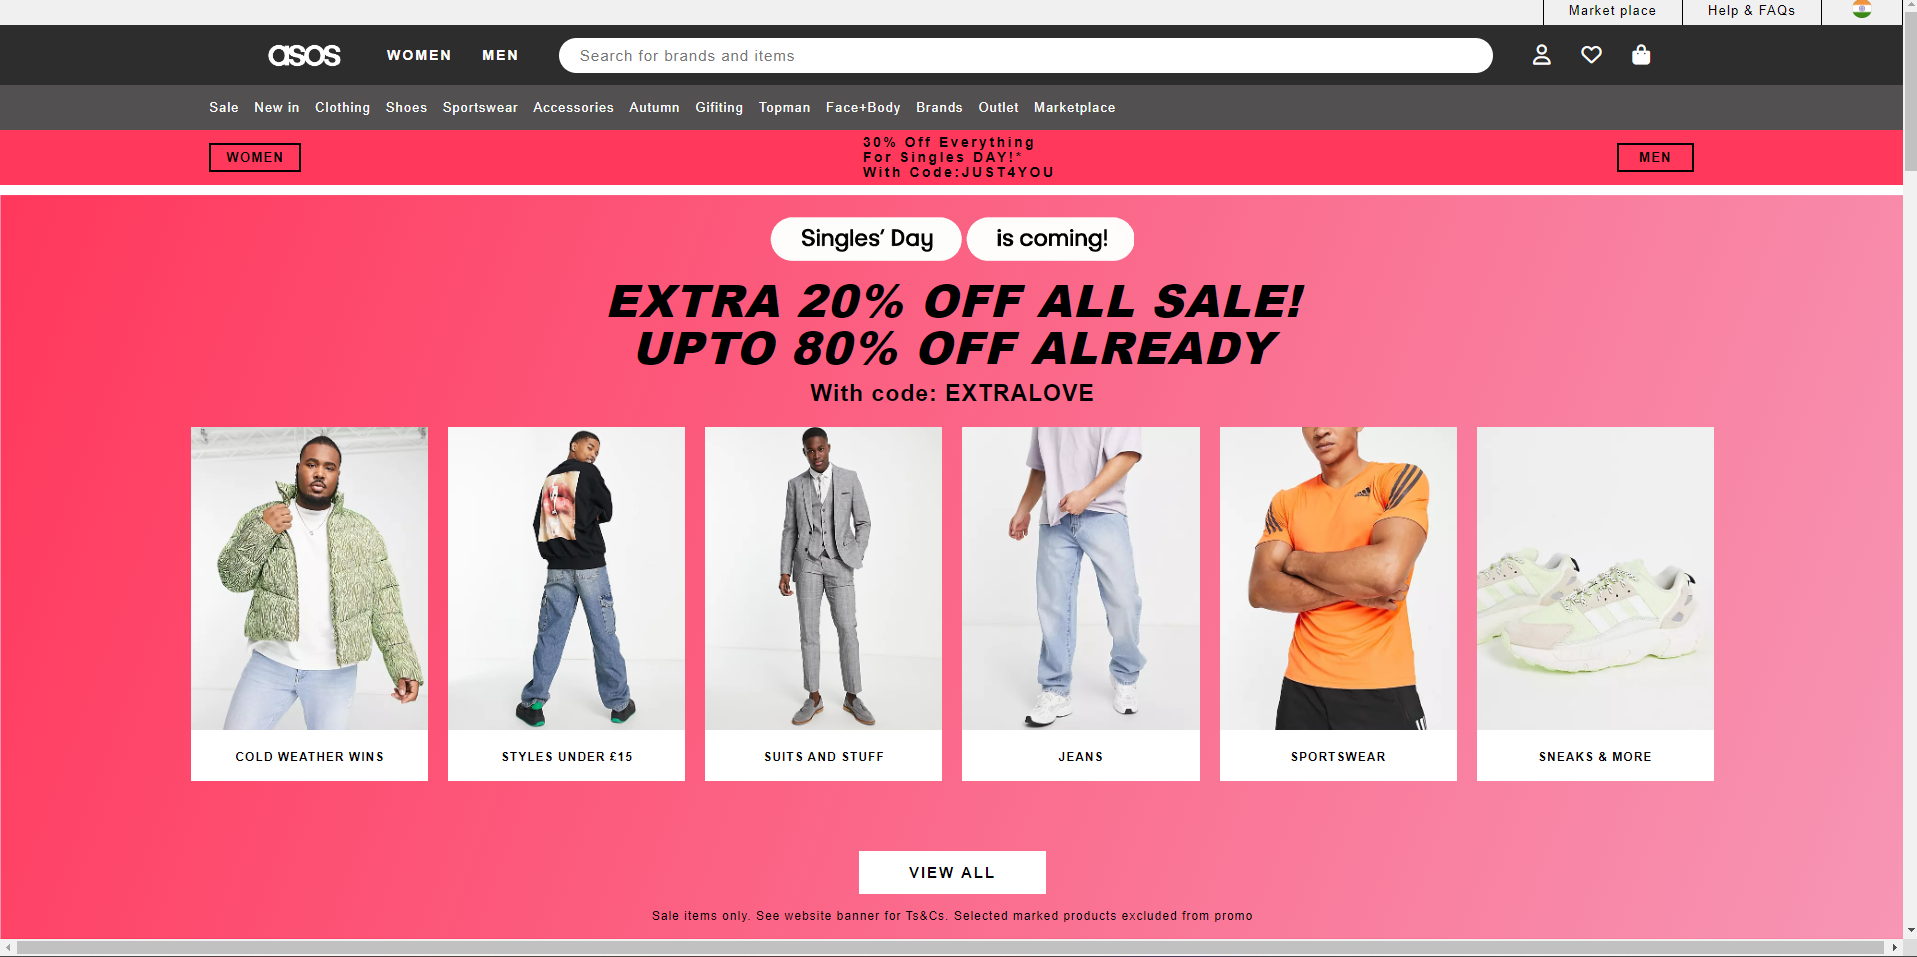 Market place
Help & FAQs
asos
WOMEN
MEN
Search for brands and items
Sale New in Clothing Shoes Sportswear Accessories Autumn Gifiting Topman Face+Body Brands Outlet Marketplace
WOMEN
30% Off Everything
For Singles DAY!*
With Code:JUST4YOU
MEN
Singles' Day is coming!
EXTRA 20% OFF ALL SALE!
UPTO 80% OFF ALREADY
With code: EXTRALOVE
COLD WEATHER WINS
STYLES UNDER £15
SUITS AND STUFF
JEANS
SPORTSWEAR
SNEAKS & MORE
VIEW ALL
Sale items only. See website banner for Ts&Cs. Selected marked products excluded from promo